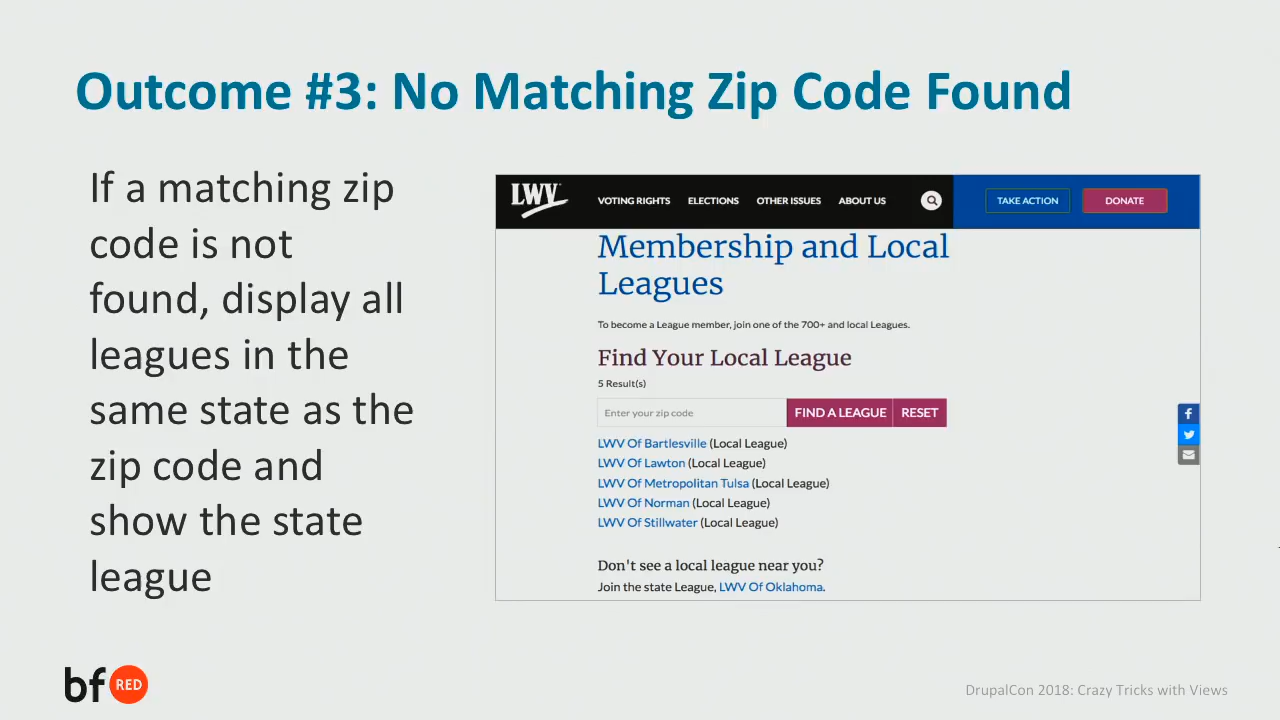 Outcome #3: No Matching Zip Code Found
If a matching zip
code is not
found, display all
leagues in the
same state as the
zip code and
show the state
league
LWV
VOTING RIGHTS ELECTIONS OTHER ISSUES ABOUT US
TAKE ACTION DONATE
Membership and Local
Leagues
To become a League member, join one of the 700+ and local Leagues.
Find Your Local League
5 Result(s)
Enter your zip code FIND A LEAGUE RESET
LWV Of Bartlesville (Local League)
LWV Of Lawton (Local League)
LWV Of Metropolitan Tulsa (Local League)
LWV Of Norman (Local League)
LWV Of Stillwater (Local League)
Don't see a local league near you?
Join the state League, LWV Of Oklahoma.
bf RED
DrupalCon 2018: Crazy Tricks with Views